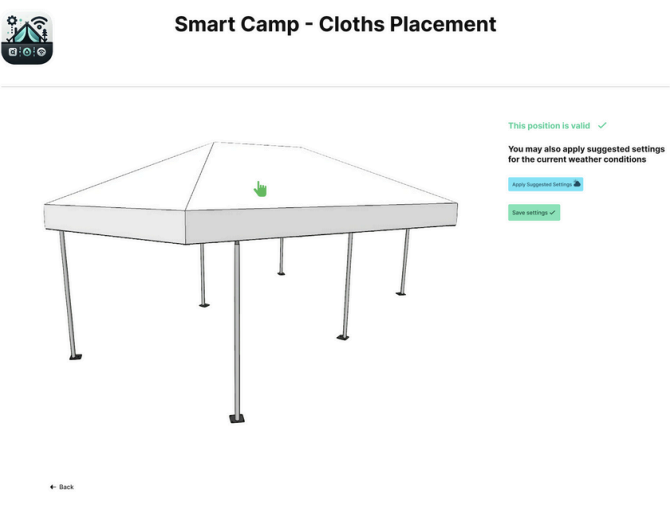 Smart Camp - Cloths Placement
This position is valid
You may also apply suggested settings
for the current weather conditions
Apply Suggested Settings
Save settings
Back